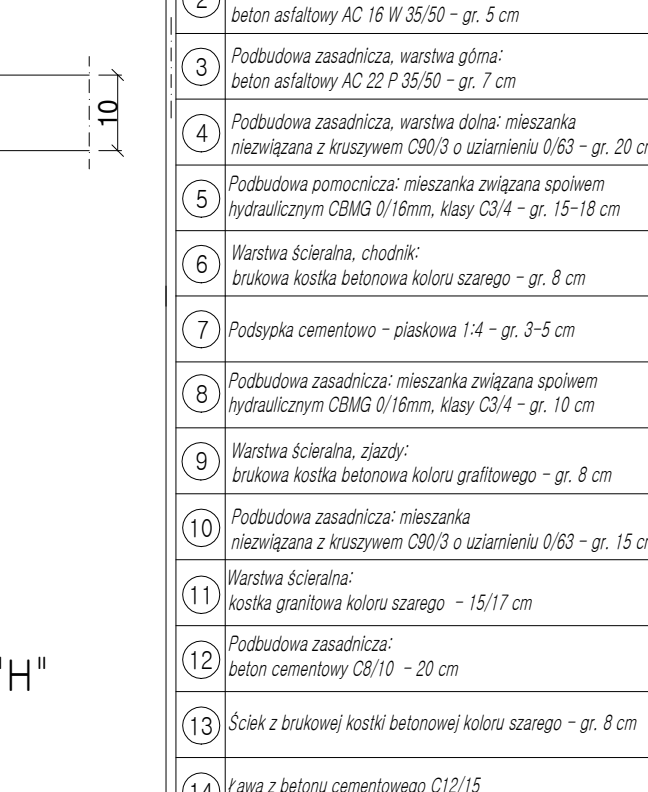 2
beton asfaltowy AC 16 W 35/50 - gr. 5 cm
3
Podbudowa zasadnicza, warstwa górna:
beton asfaltowy AC 22 P 35/50 - gr. 7 cm
10
4
Podbudowa zasadnicza, warstwa dolna: mieszanka
niezwiązana z kruszywem C90/3 o uziarnieniu 0/63 - gr. 20 cm
5
Podbudowa pomocnicza: mieszanka związana spoiwem
hydraulicznym CBMG 0/16mm, klasy C3/4 - gr. 15-18 cm
6
Warstwa ścieralna, chodnik:
brukowa kostka betonowa koloru szarego - gr. 8 cm
7
Podsypka cementowo - piaskowa 1:4 - gr. 3-5 cm
8
Podbudowa zasadnicza: mieszanka związana spoiwem
hydraulicznym CBMG 0/16mm, klasy C3/4 - gr. 10 cm
9
Warstwa ścieralna, zjazdy:
brukowa kostka betonowa koloru grafitowego - gr. 8 cm
10
Podbudowa zasadnicza: mieszanka
niezwiązana z kruszywem C90/3 o uziarnieniu 0/63 - gr. 15 cm
11
Warstwa ścieralna:
kostka granitowa koloru szarego - 15/17 cm
12
Podbudowa zasadnicza:
beton cementowy C8/10 - 20 cm
"H"
13
Ściek z brukowej kostki betonowej koloru szarego - gr. 8 cm
14
Ława z betonu cementowego C12/15